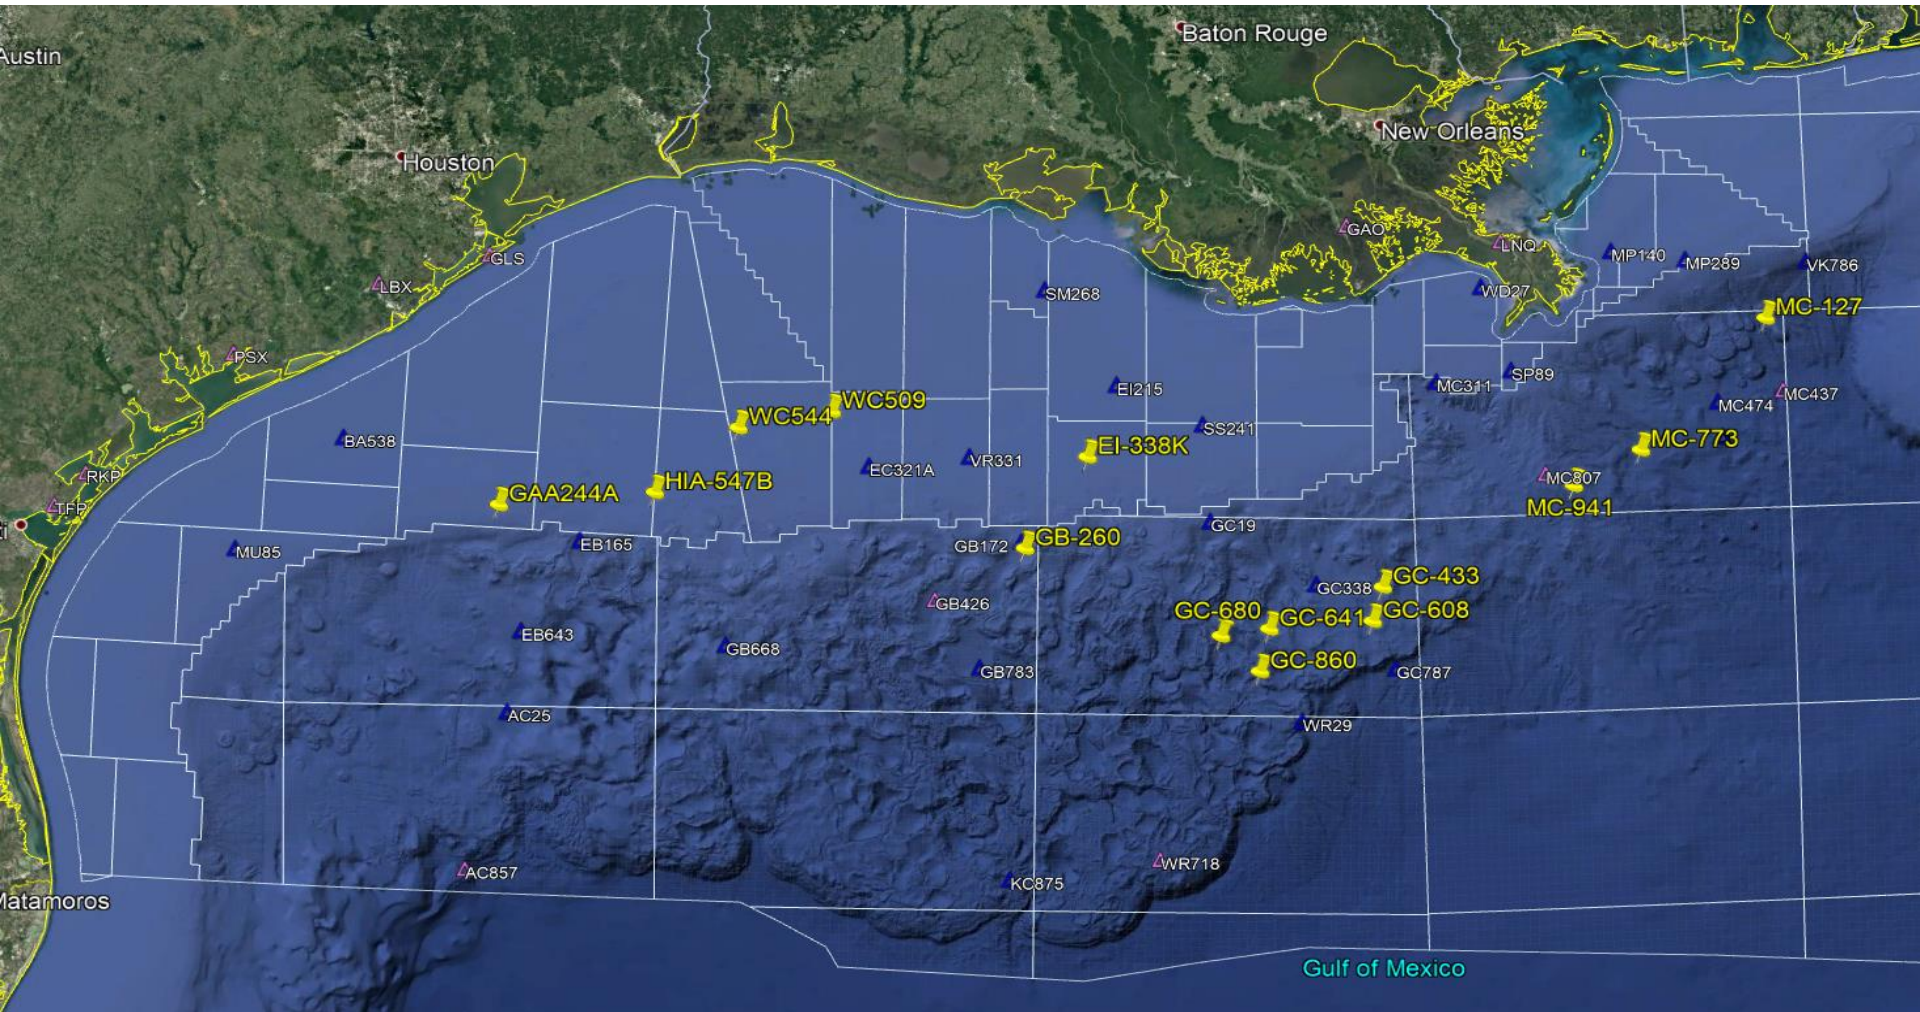 Baton Rouge
Austin
New Orleans
Houston
GAO
LNQ
GLS
MP140
MP289
VK786
LBX
SM268
WD27
MC-127
PSX
SP89
EI215
MC311
MC437
WC509
MC474
WC544
SS241
BA538
EI-338K
MC-773
VR331
EC321A
RKP
MC807
HIA-547B
GAA244A
TFP
MC-941
GC19
GB-260
EB165
GB172
MU85
GC-433
GC338
GB426
GC-680
GC-641
GC-608
EB643
GB668
GC-860
GB783
GC787
AC25
WR29
WR718
AC857
KC875
Matamoros
Gulf of Mexico